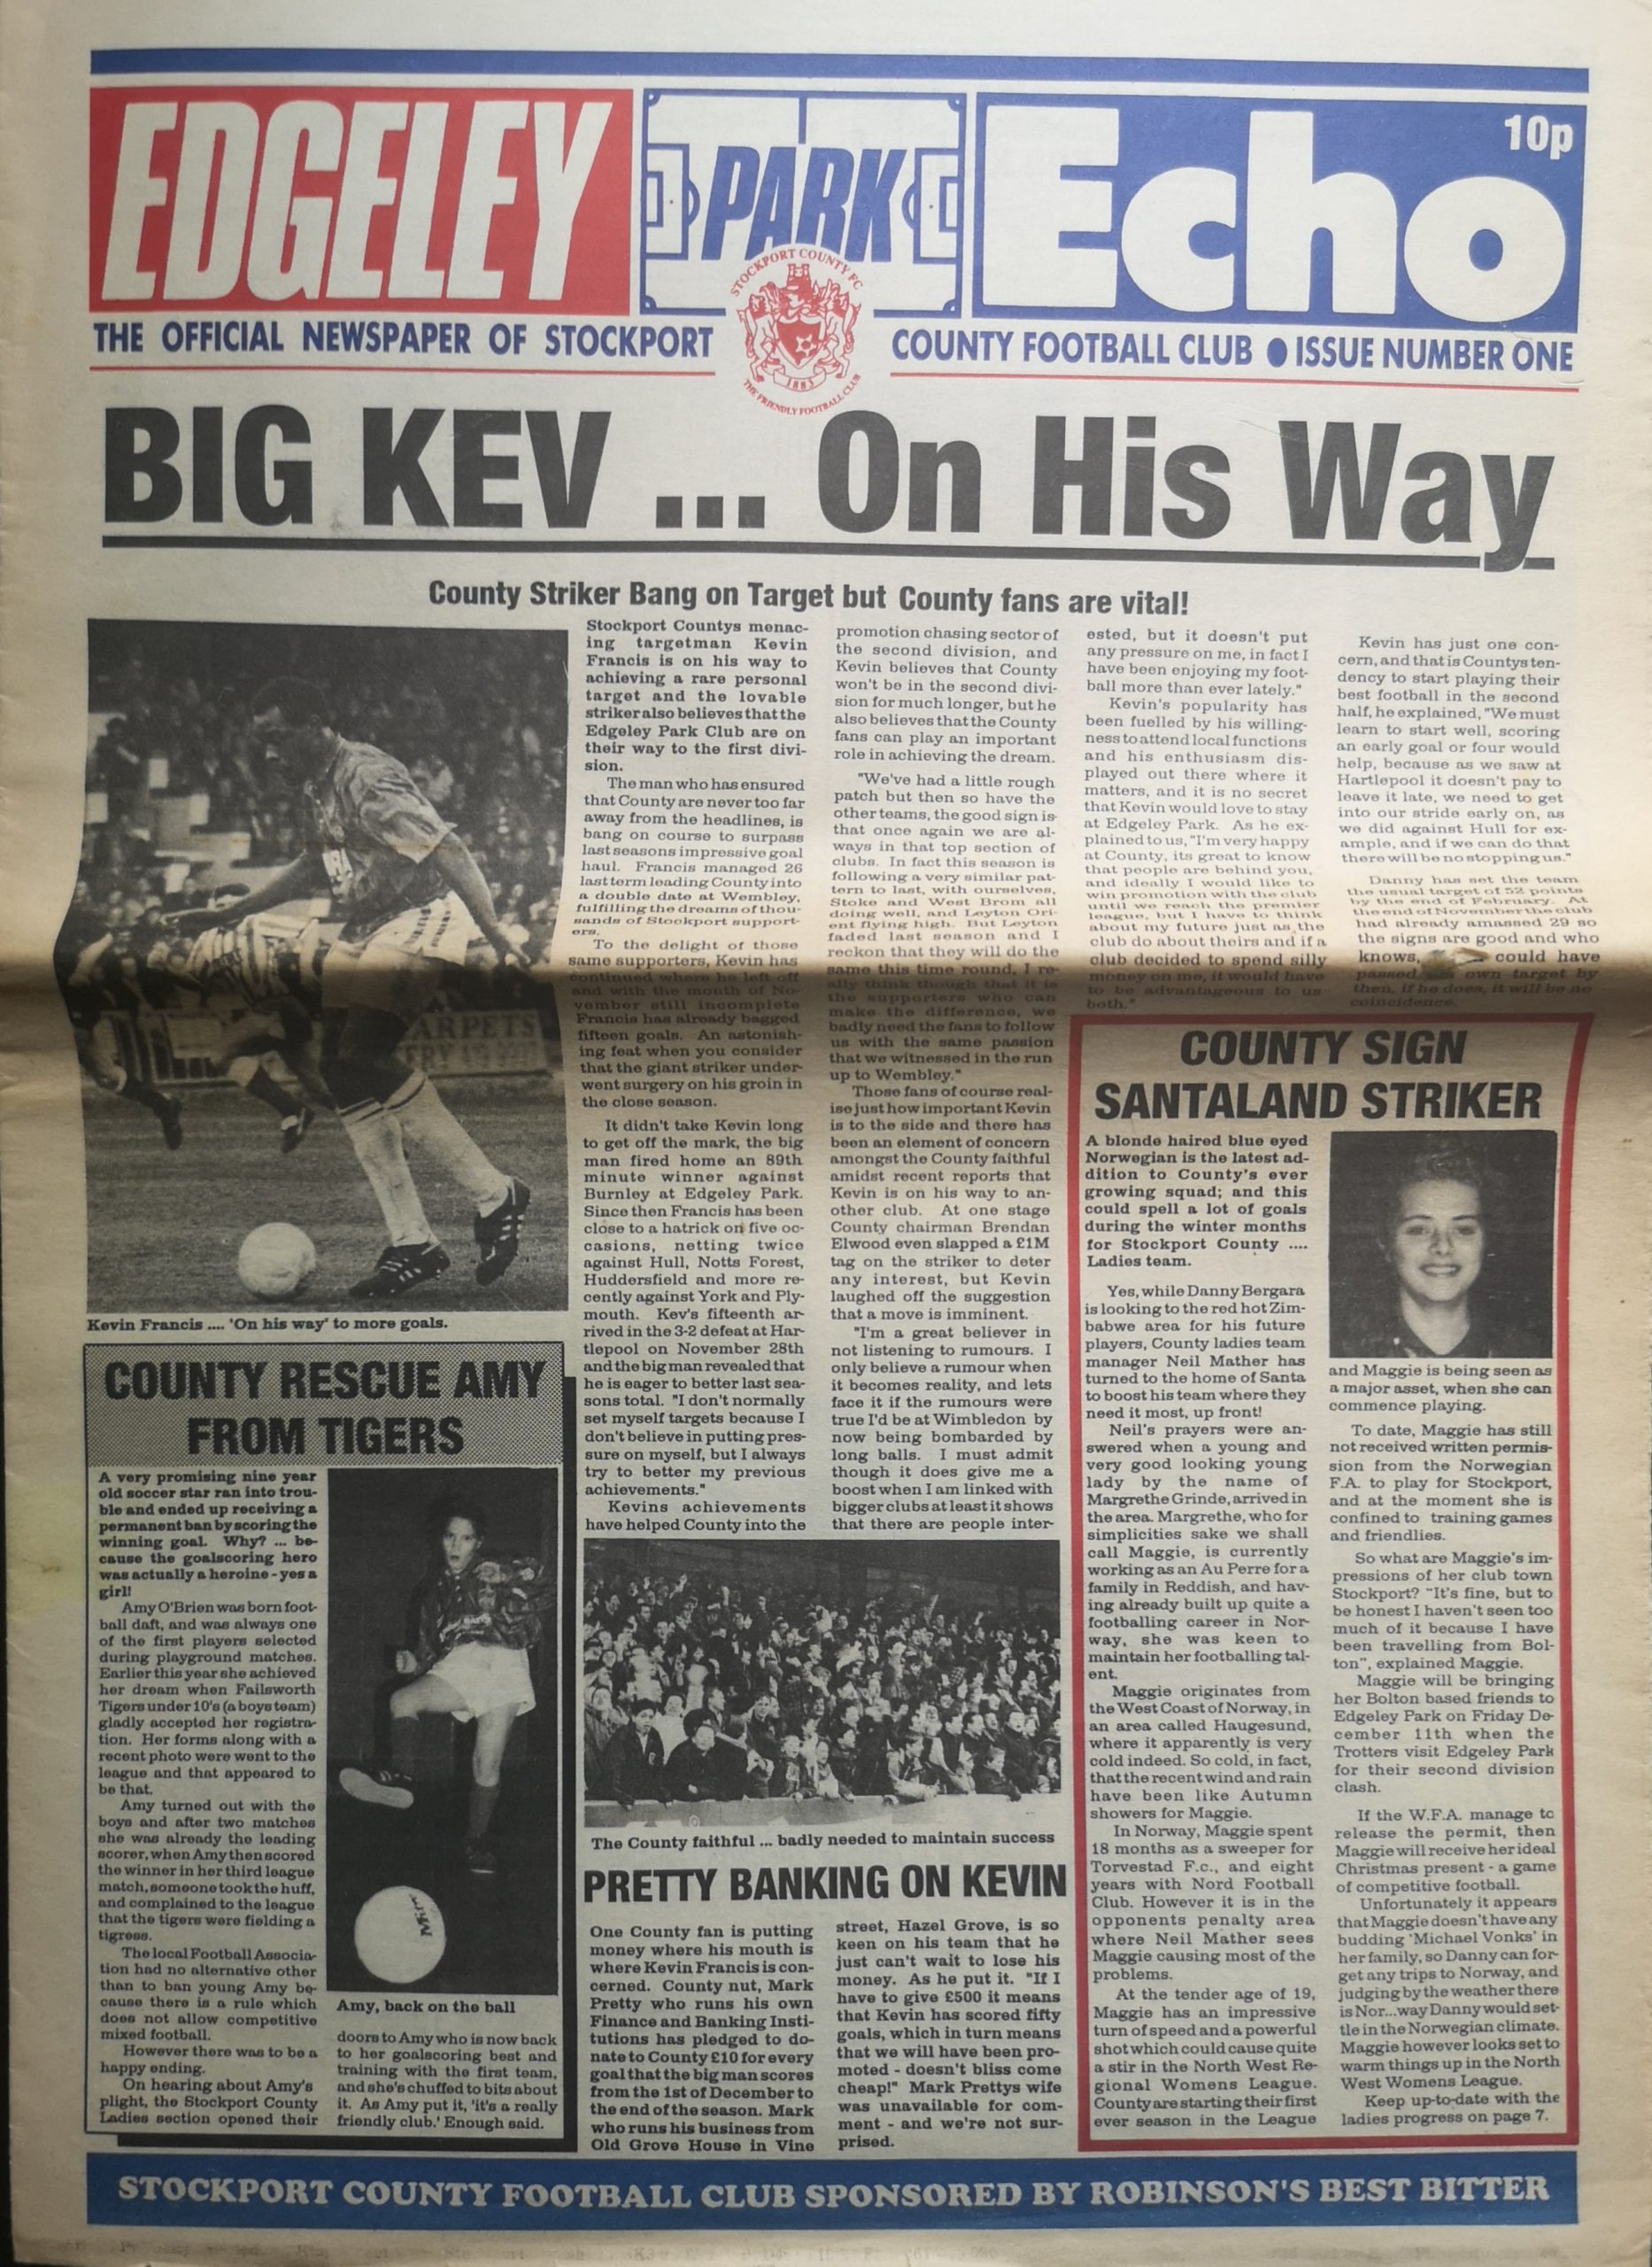 EDGELEY
PARK
Echo
10p
STOCKPORT COUNTY FC
1883
THE FRIENDLY FOOTBALL CLUB
THE OFFICIAL NEWSPAPER OF STOCKPORT
COUNTY FOOTBALL CLUB ● ISSUE NUMBER ONE
BIG KEV ... On His Way
County Striker Bang on Target but County fans are vital!
Kevin Francis .... 'On his way' to more goals.
Stockport Countys menac-
ing targetman Kevin
Francis is on his way to
achieving a rare personal
target and the lovable
striker also believes that the
Edgeley Park Club are on
their way to the first divi-
sion.
The man who has ensured
that County are never too far
away from the headlines, is
bang on course to surpass
last seasons impressive goal
haul. Francis managed 26
last term leading County into
a double date at Wembley,
fulfilling the dreams of thou-
sands of Stockport support-
ers.
To the delight of those
same supporters, Kevin has
continued where he left off
and with the month of No-
vember still incomplete
Francis has already bagged
fifteen goals. An astonish-
ing feat when you consider
that the giant striker under-
went surgery on his groin in
the close season.
It didn't take Kevin long
to get off the mark, the big
man fired home an 89th
minute winner against
Burnley at Edgeley Park.
Since then Francis has been
close to a hatrick on five oc-
casions, netting twice
against Hull, Notts Forest,
Huddersfield and more re-
cently against York and Ply-
mouth. Kev's fifteenth ar-
rived in the 3-2 defeat at Har-
tlepool on November 28th
and the big man revealed that
he is eager to better last sea-
sons total. "I don't normally
set myself targets because I
don't believe in putting pres-
sure on myself, but I always
try to better my previous
achievements."
Kevins achievements
have helped County into the
promotion chasing sector of
the second division, and
Kevin believes that County
won't be in the second divi-
sion for much longer, but he
also believes that the County
fans can play an important
role in achieving the dream.
"We've had a little rough
patch but then so have the
other teams, the good sign is
that once again we are al-
ways in that top section of
clubs. In fact this season is
following a very similar pat-
tern to last, with ourselves,
Stoke and West Brom all
doing well, and Leyton Ori-
ent flying high. But Leyton
faded last season and I
reckon that they will do the
same this time round. I re-
ally think though that it is
the supporters who can
make the difference, we
badly need the fans to follow
us with the same passion
that we witnessed in the run
up to Wembley."
Those fans of course real-
ise just how important Kevin
is to the side and there has
been an element of concern
amongst the County faithful
amidst recent reports that
Kevin is on his way to an-
other club. At one stage
County chairman Brendan
Elwood even slapped a £1M
tag on the striker to deter
any interest, but Kevin
laughed off the suggestion
that a move is imminent.
"I'm a great believer in
not listening to rumours. I
only believe a rumour when
it becomes reality, and lets
face it if the rumours were
true I'd be at Wimbledon by
now being bombarded by
long balls. I must admit
though it does give me a
boost when I am linked with
bigger clubs at least it shows
that there are people inter-
ested, but it doesn't put
any pressure on me, in fact I
have been enjoying my foot-
ball more than ever lately."
Kevin's popularity has
been fuelled by his willing-
ness to attend local functions
and his enthusiasm dis-
played out there where it
matters, and it is no secret
that Kevin would love to stay
at Edgeley Park. As he ex-
plained to us, "I'm very happy
at County, its great to know
that people are behind you,
and ideally I would like to
win promotion with the club
until we reach the premier
league, but I have to think
about my future just as the
club do about theirs and if a
club decided to spend silly
money on me, it would have
to be advantageous to us
both."
Kevin has just one con-
cern, and that is Countys ten-
dency to start playing their
best football in the second
half, he explained, "We must
learn to start well, scoring
an early goal or four would
help, because as we saw at
Hartlepool it doesn't pay to
leave it late, we need to get
into our stride early on, as
we did against Hull for ex-
ample, and if we can do that
there will be no stopping us."
Danny has set the team
the usual target of 52 points
by the end of February. At
the end of November the club
had already amassed 29 so
the signs are good and who
knows, could have
passed own target by
then, if he does, it will be no
coincidence.
ARPETS
COUNTY RESCUE AMY
FROM TIGERS
A very promising nine year
old soccer star ran into trou-
ble and ended up receiving a
permanent ban by scoring the
winning goal. Why? ... be-
cause the goalscoring hero
was actually a heroine - yes a
girl!
Amy O'Brien was born foot-
ball daft, and was always one
of the first players selected
during playground matches.
Earlier this year she achieved
her dream when Failsworth
Tigers under 10's (a boys team)
gladly accepted her registra-
tion. Her forms along with a
recent photo were went to the
league and that appeared to
be that.
Amy turned out with the
boys and after two matches
she was already the leading
scorer, when Amy then scored
the winner in her third league
match, someone took the huff,
and complained to the league
that the tigers were fielding a
tigress.
The local Football Associa-
tion had no alternative other
than to ban young Amy be-
cause there is a rule which
does not allow competitive
mixed football.
However there was to be a
happy ending.
On hearing about Amy's
plight, the Stockport County
Ladies section opened their
Mitre
Amy, back on the ball
doors to Amy who is now back
to her goalscoring best and
training with the first team,
and she's chuffed to bits about
it. As Amy put it, 'it's a really
friendly club.' Enough said.
The County faithful ... badly needed to maintain success
PRETTY BANKING ON KEVIN
One County fan is putting
money where his mouth is
where Kevin Francis is con-
cerned. County nut, Mark
Pretty who runs his own
Finance and Banking Insti-
tutions has pledged to do-
nate to County £10 for every
goal that the big man scores
from the 1st of December to
the end of the season. Mark
who runs his business from
Old Grove House in Vine
street, Hazel Grove, is so
keen on his team that he
just can't wait to lose his
money. As he put it. "If I
have to give £500 it means
that Kevin has scored fifty
goals, which in turn means
that we will have been pro-
moted - doesn't bliss come
cheap!" Mark Prettys wife
was unavailable for com-
ment - and we're not sur-
prised.
COUNTY SIGN
SANTALAND STRIKER
A blonde haired blue eyed
Norwegian is the latest ad-
dition to County's ever
growing squad; and this
could spell a lot of goals
during the winter months
for Stockport County ....
Ladies team.
Yes, while Danny Bergara
is looking to the red hot Zim-
babwe area for his future
players, County ladies team
manager Neil Mather has
turned to the home of Santa
to boost his team where they
need it most, up front!
Neil's prayers were an-
swered when a young and
very good looking young
lady by the name of
Margrethe Grinde, arrived in
the area. Margrethe, who for
simplicities sake we shall
call Maggie, is currently
working as an Au Perre for a
family in Reddish, and hav-
ing already built up quite a
footballing career in Nor-
way, she was keen to
maintain her footballing tal-
ent.
Maggie originates from
the West Coast of Norway, in
an area called Haugesund,
where it apparently is very
cold indeed. So cold, in fact,
that the recent wind and rain
have been like Autumn
showers for Maggie.
In Norway, Maggie spent
18 months as a sweeper for
Torvestad F.c., and eight
years with Nord Football
Club. However it is in the
opponents penalty area
where Neil Mather sees
Maggie causing most of the
problems.
At the tender age of 19,
Maggie has an impressive
turn of speed and a powerful
shot which could cause quite
a stir in the North West Re-
gional Womens League.
County are starting their first
ever season in the League
and Maggie is being seen as
a major asset, when she can
commence playing.
To date, Maggie has still
not received written permis-
sion from the Norwegian
F.A. to play for Stockport,
and at the moment she is
confined to training games
and friendlies.
So what are Maggie's im-
pressions of her club town
Stockport? "It's fine, but to
be honest I haven't seen too
much of it because I have
been travelling from Bol-
ton", explained Maggie.
Maggie will be bringing
her Bolton based friends to
Edgeley Park on Friday De-
cember 11th when the
Trotters visit Edgeley Park
for their second division
clash.
If the W.F.A. manage to
release the permit, then
Maggie will receive her ideal
Christmas present - a game
of competitive football.
Unfortunately it appears
that Maggie doesn't have any
budding 'Michael Vonks' in
her family, so Danny can for-
get any trips to Norway, and
judging by the weather there
is Nor...way Danny would set-
tle in the Norwegian climate.
Maggie however looks set to
warm things up in the North
West Womens League.
Keep up-to-date with the
ladies progress on page 7.
STOCKPORT COUNTY FOOTBALL CLUB SPONSORED BY ROBINSON'S BEST BITTER